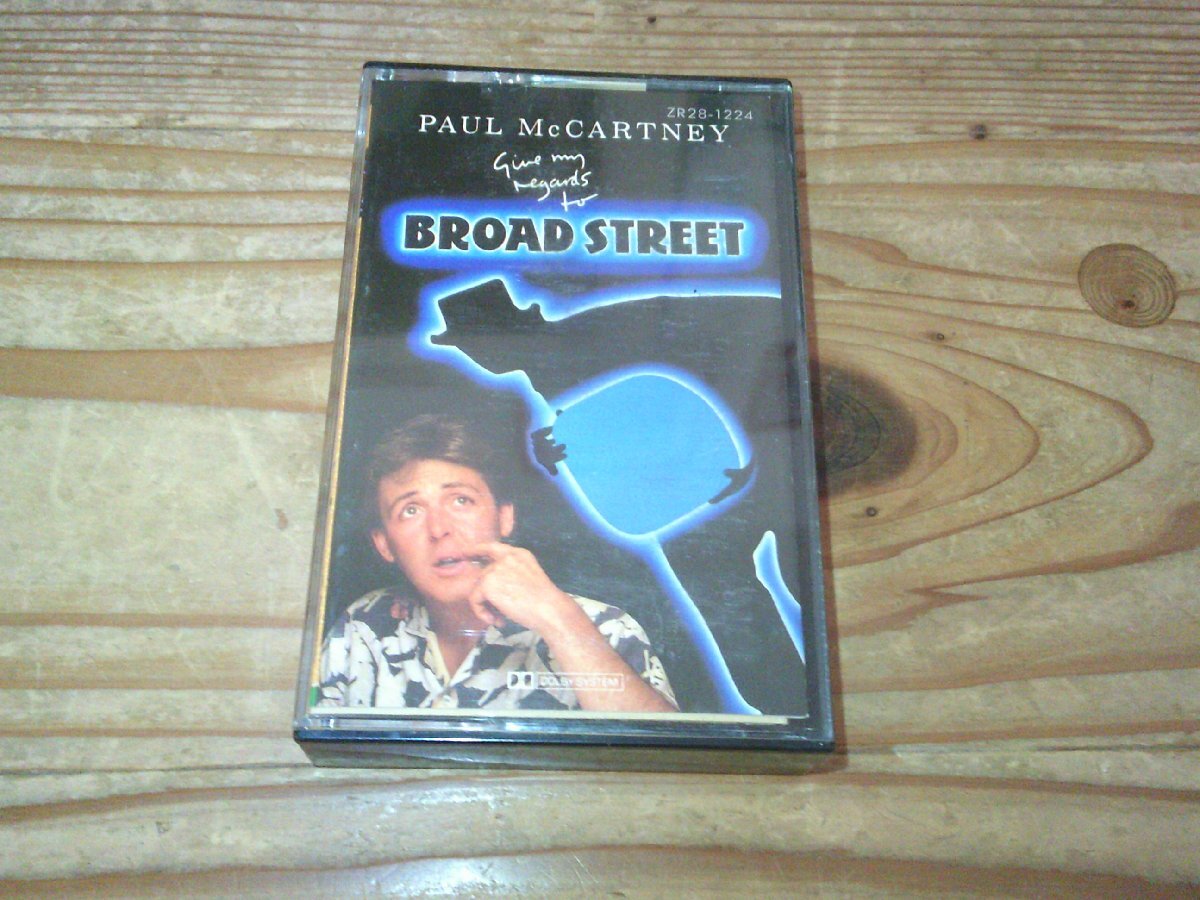 ZR28-1224
PAUL McCARTNEY
Give my
regards
to
BROAD STREET
DOLBY SYSTEM